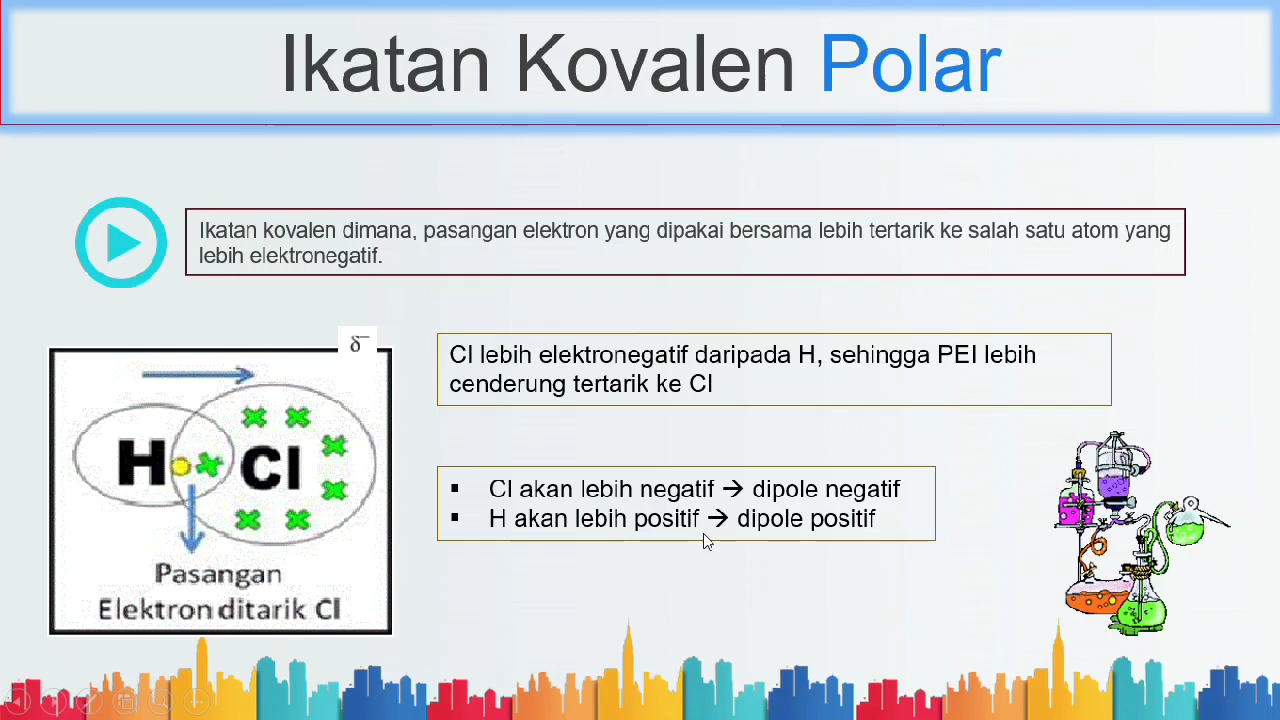 Ikatan Kovalen Polar
Ikatan kovalen dimana, pasangan elektron yang dipakai bersama lebih tertarik ke salah satu atom yang
lebih elektronegatif.
δ⁻
H Cl
Pasangan
Elektron ditarik Cl
Cl lebih elektronegatif daripada H, sehingga PEI lebih
cenderung tertarik ke Cl
▪ Cl akan lebih negatif → dipole negatif
▪ H akan lebih positif → dipole positif